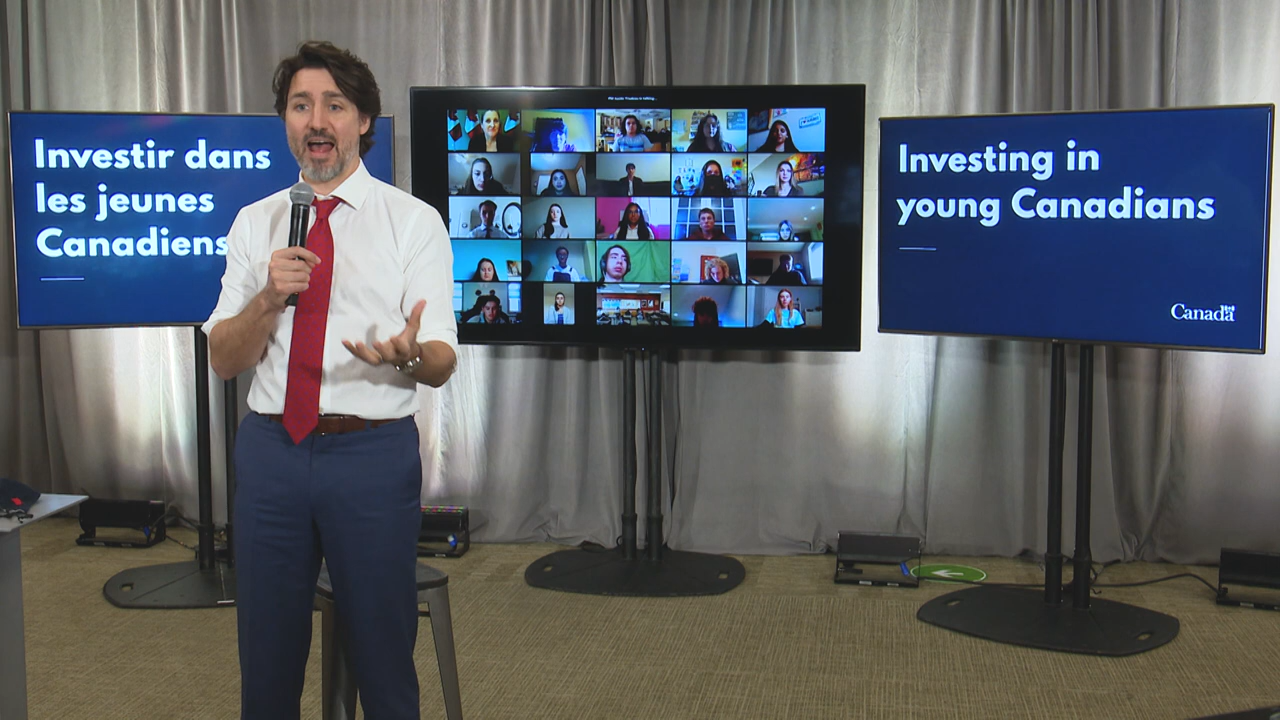 Investir dans
les jeunes
Canadiens
Investing in
young Canadians
Canada